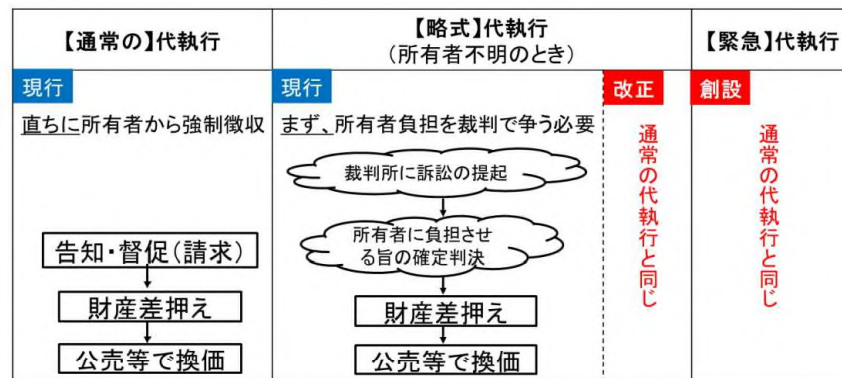 【通常の】代執行
現行
直ちに所有者から強制徴収
告知・督促(請求)
財産差押え
公売等で換価
【略式】代執行
(所有者不明のとき)
現行
まず、所有者負担を裁判で争う必要
裁判所に訴訟の提起
所有者に負担させ
る旨の確定判決
財産差押え
公売等で換価
改正
通常の代執行と同じ
【緊急】代執行
創設
通常の代執行と同じ